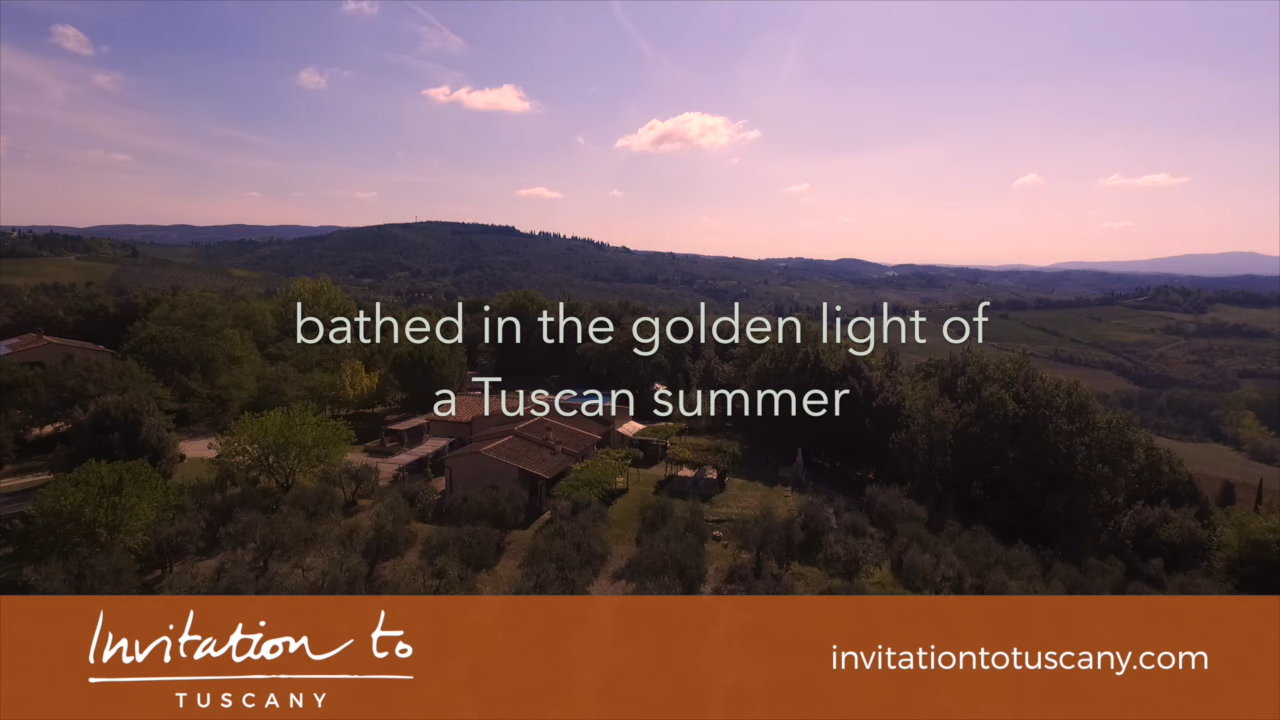 bathed in the golden light of
a Tuscan summer
Invitation to
TUSCANY
invitationtotuscany.com